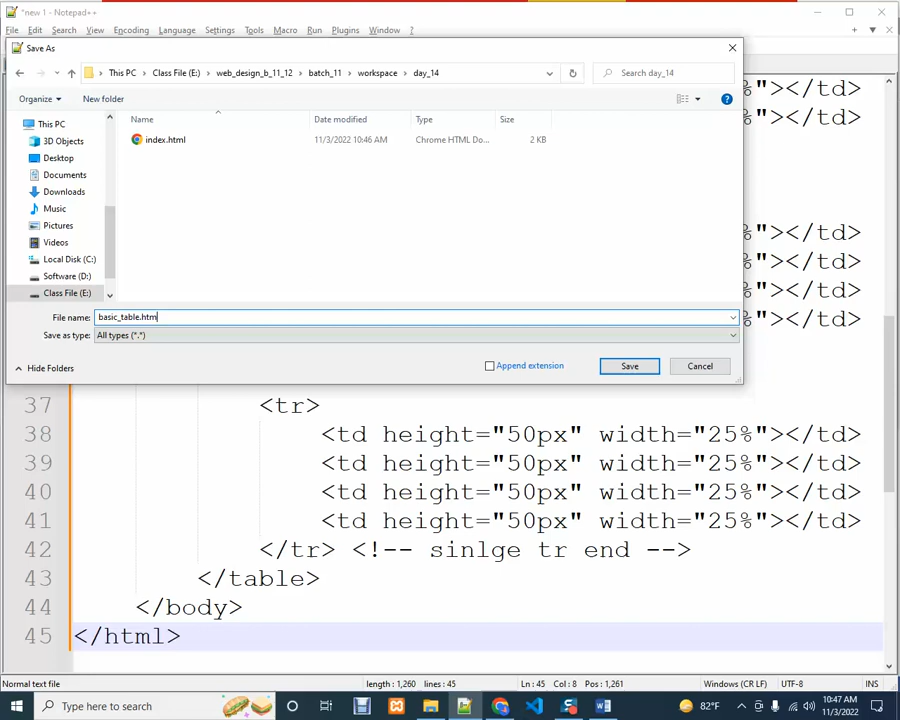 *new 1 - Notepad++
File Edit Search View Encoding Language Settings Tools Macro Run Plugins Window ?
Save As
This PC > Class File (E:) > web_design_b_11_12 > batch_11 > workspace > day_14
Search day_14
Organize New folder
Name Date modified Type Size
index.html 11/3/2022 10:46 AM Chrome HTML Do... 2 KB
This PC
3D Objects
Desktop
Documents
Downloads
Music
Pictures
Videos
Local Disk (C:)
Software (D:)
Class File (E:)
File name: basic_table.htm
Save as type: All types (*.*)
Hide Folders
Append extension
Save Cancel
%"></td>
%"></td>
%"></td>
%"></td>
%"></td>
%"></td>
37 <tr>
38 <td height="50px" width="25%"></td>
39 <td height="50px" width="25%"></td>
40 <td height="50px" width="25%"></td>
41 <td height="50px" width="25%"></td>
42 </tr> <!-- sinlge tr end -->
43 </table>
44 </body>
45 </html>
Normal text file length : 1,260 lines : 45 Ln : 45 Col : 8 Pos : 1,261 Windows (CR LF) UTF-8 INS
Type here to search
82°F
10:47 AM
11/3/2022